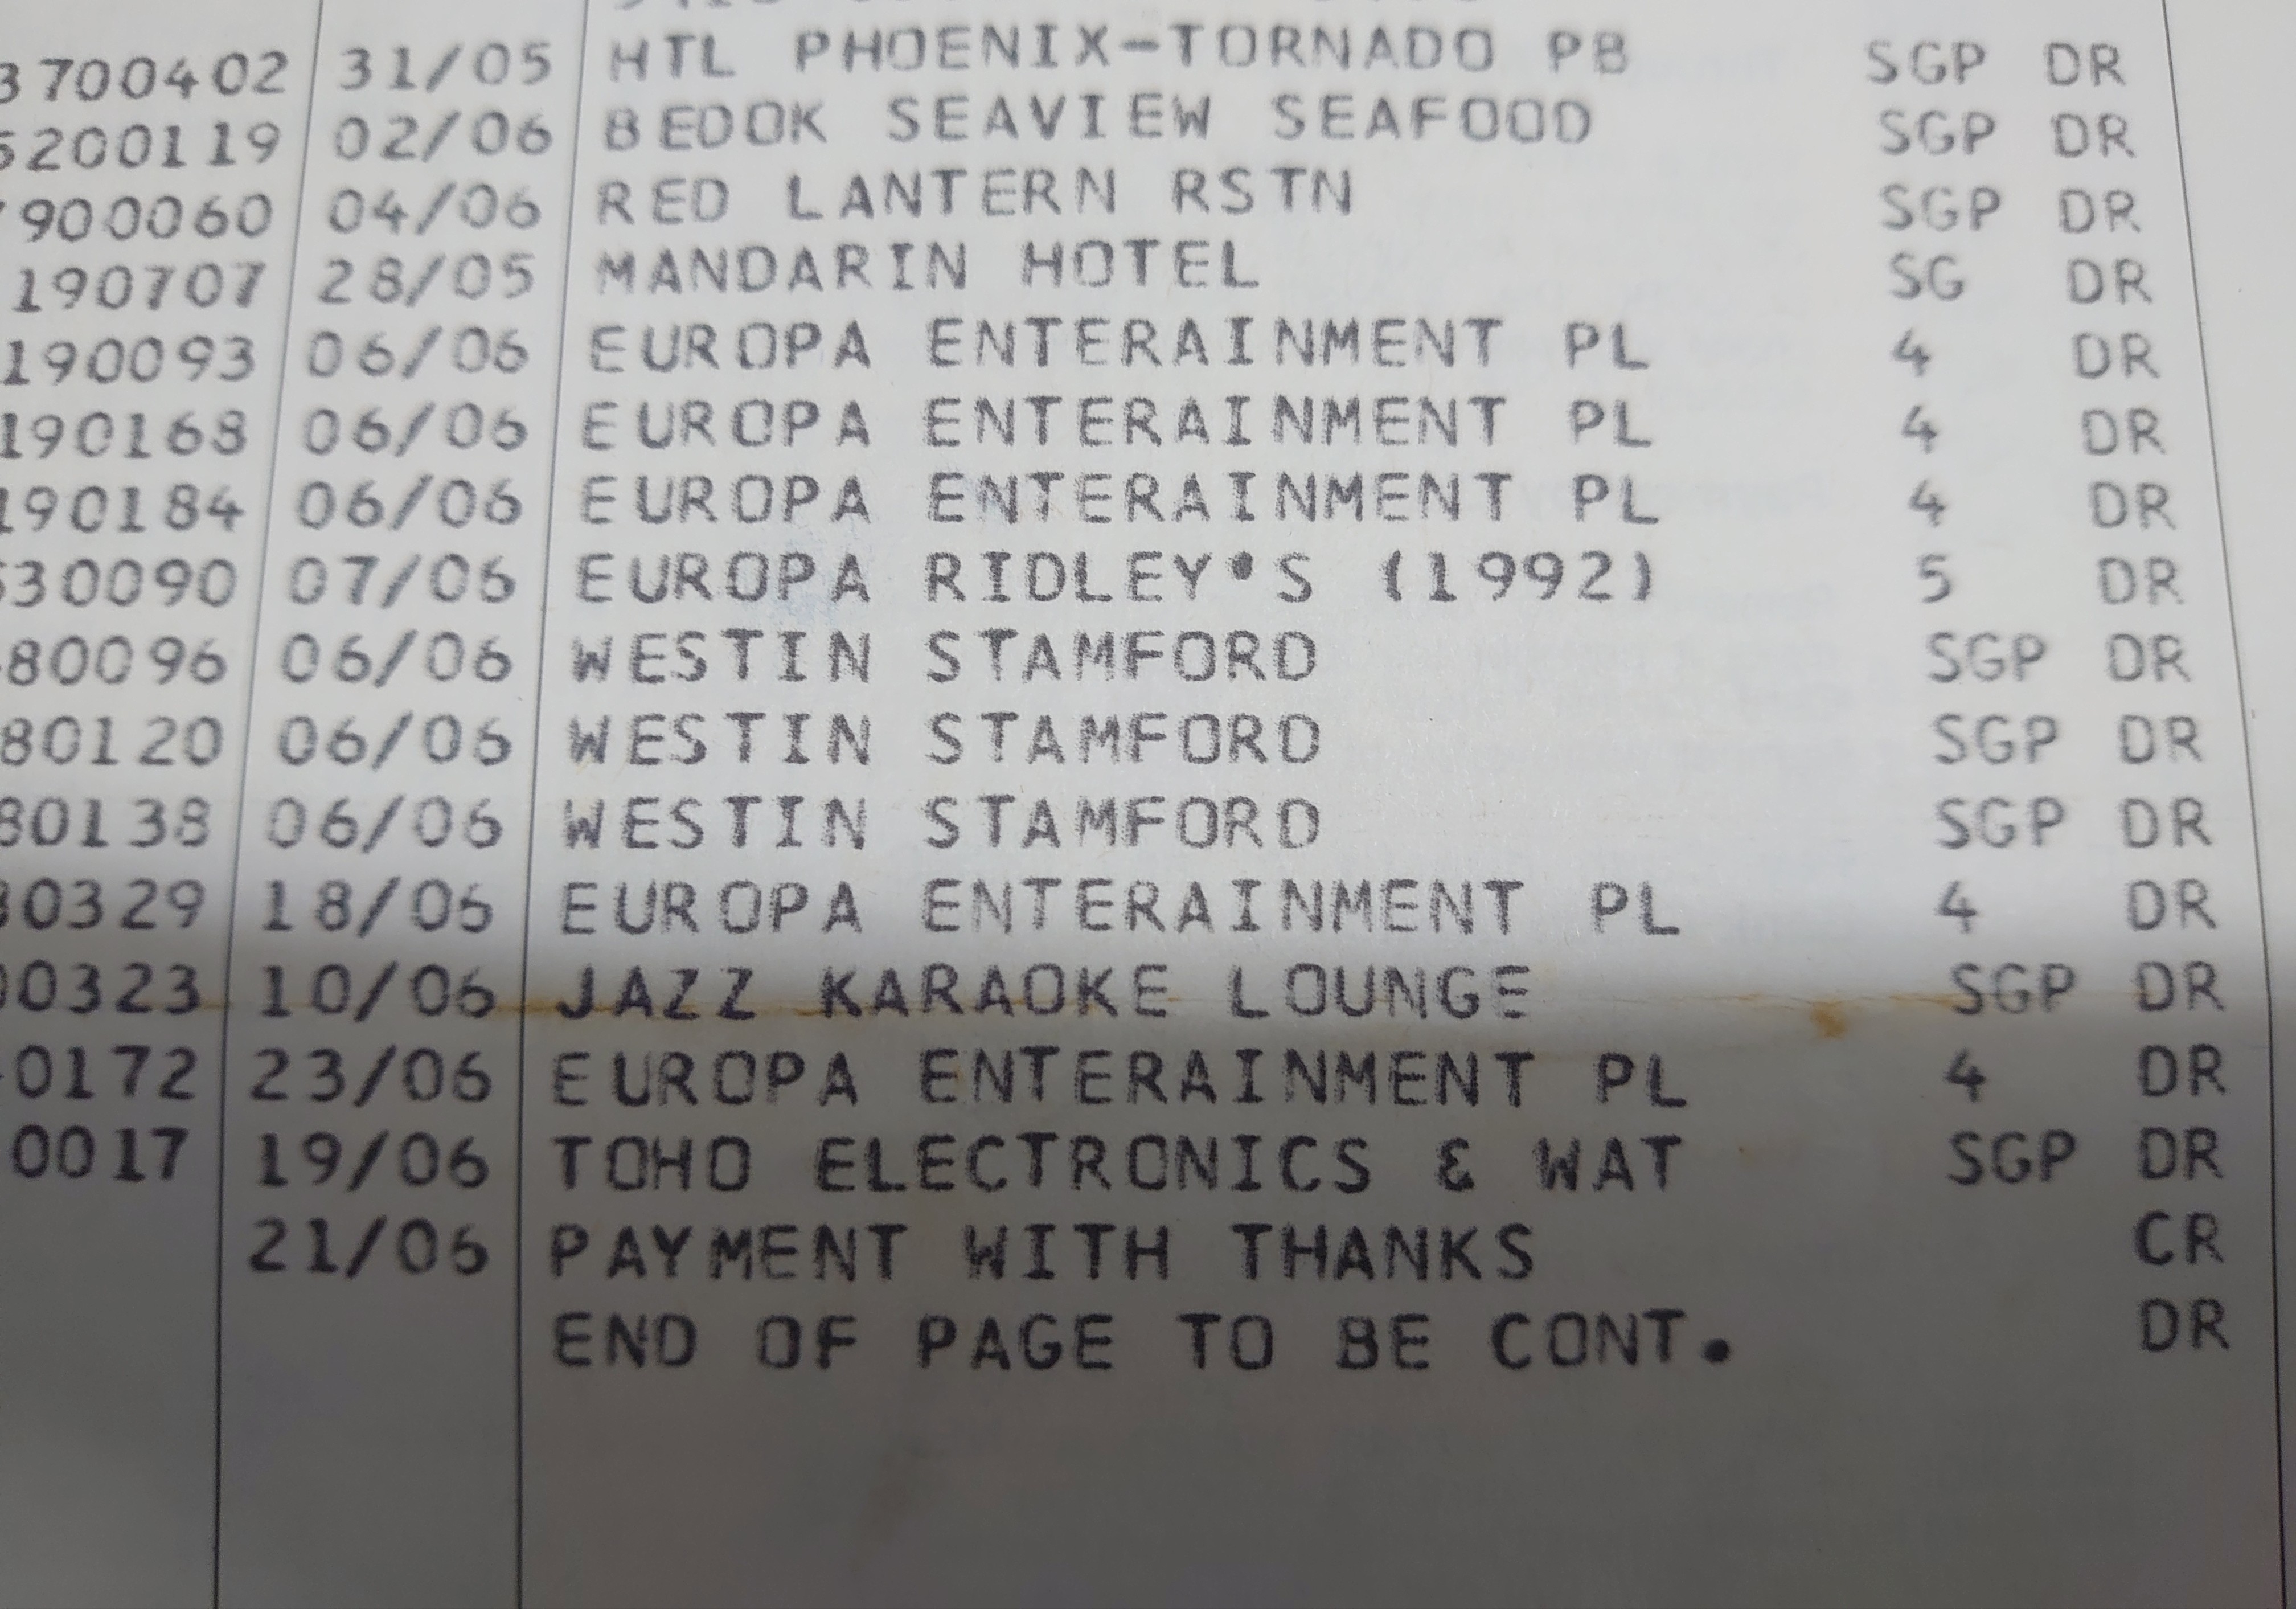 3700402 31/05 HTL PHOENIX-TORNADO PB SGP DR
5200119 02/06 BEDOK SEAVIEW SEAFOOD SGP DR
900060 04/06 RED LANTERN RSTN SGP DR
190707 28/05 MANDARIN HOTEL SG DR
190093 06/06 EUROPA ENTERAINMENT PL 4 DR
190168 06/06 EUROPA ENTERAINMENT PL 4 DR
190184 06/06 EUROPA ENTERAINMENT PL 4 DR
530090 07/06 EUROPA RIDLEY'S (1992) 5 DR
80096 06/06 WESTIN STAMFORD SGP DR
80120 06/06 WESTIN STAMFORD SGP DR
80138 06/06 WESTIN STAMFORD SGP DR
80329 18/06 EUROPA ENTERAINMENT PL 4 DR
00323 10/06 JAZZ KARAOKE LOUNGE SGP DR
0172 23/06 EUROPA ENTERAINMENT PL 4 DR
0017 19/06 TOHO ELECTRONICS & WAT SGP DR
21/06 PAYMENT WITH THANKS CR
END OF PAGE TO BE CONT. DR